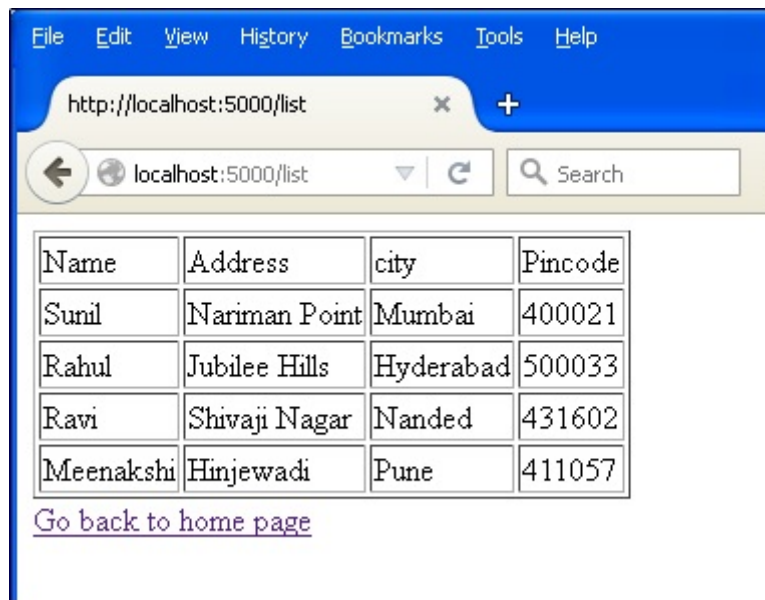 File Edit View History Bookmarks Tools Help
http://localhost:5000/list
localhost:5000/list Search
Name Address city Pincode
Sunil Nariman Point Mumbai 400021
Rahul Jubilee Hills Hyderabad 500033
Ravi Shivaji Nagar Nanded 431602
Meenakshi Hinjewadi Pune 411057
Go back to home page